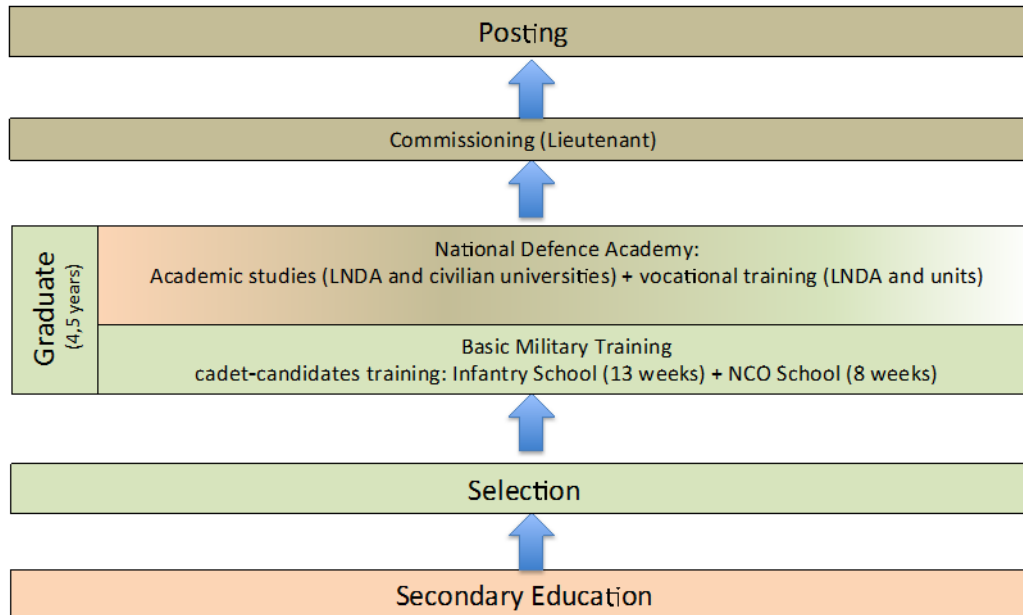 Posting
Commissioning (Lieutenant)
Graduate
(4,5 years)
National Defence Academy:
Academic studies (LNDA and civilian universities) + vocational training (LNDA and units)
Basic Military Training
cadet-candidates training: Infantry School (13 weeks) + NCO School (8 weeks)
Selection
Secondary Education